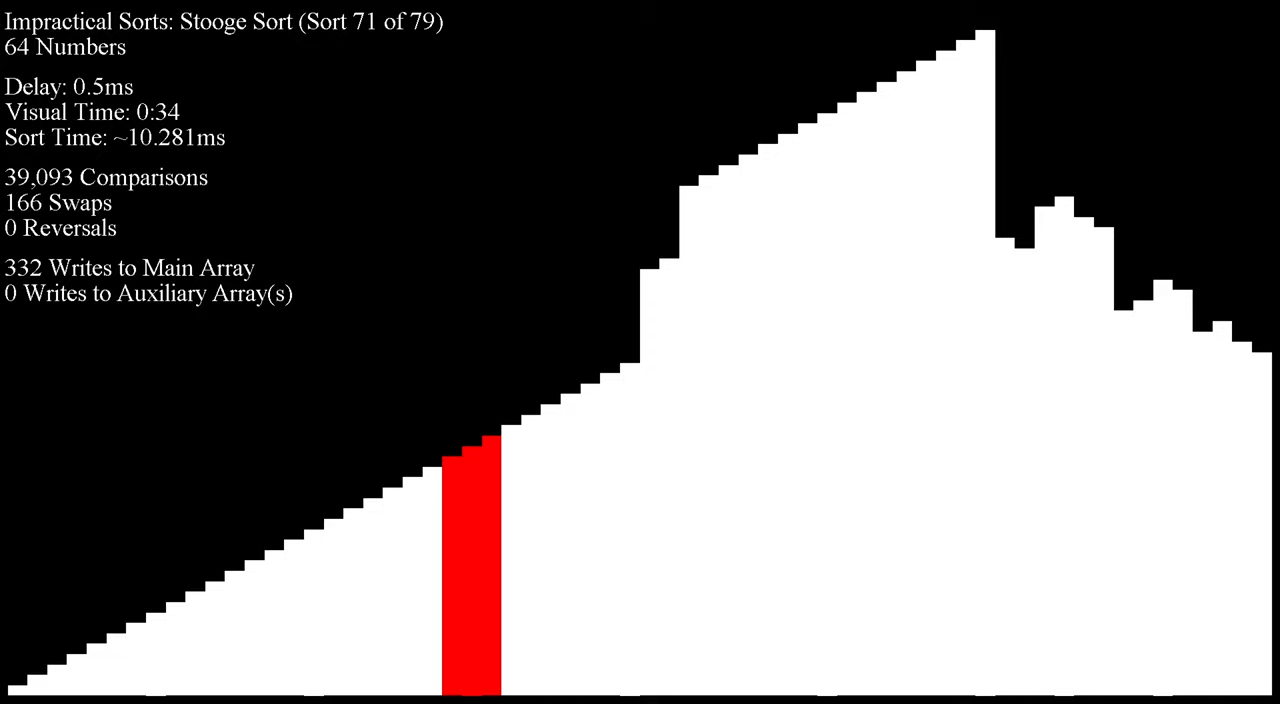 Impractical Sorts: Stooge Sort (Sort 71 of 79)
64 Numbers
Delay: 0.5ms
Visual Time: 0:34
Sort Time: ~10.281ms
39,093 Comparisons
166 Swaps
0 Reversals
332 Writes to Main Array
0 Writes to Auxiliary Array(s)